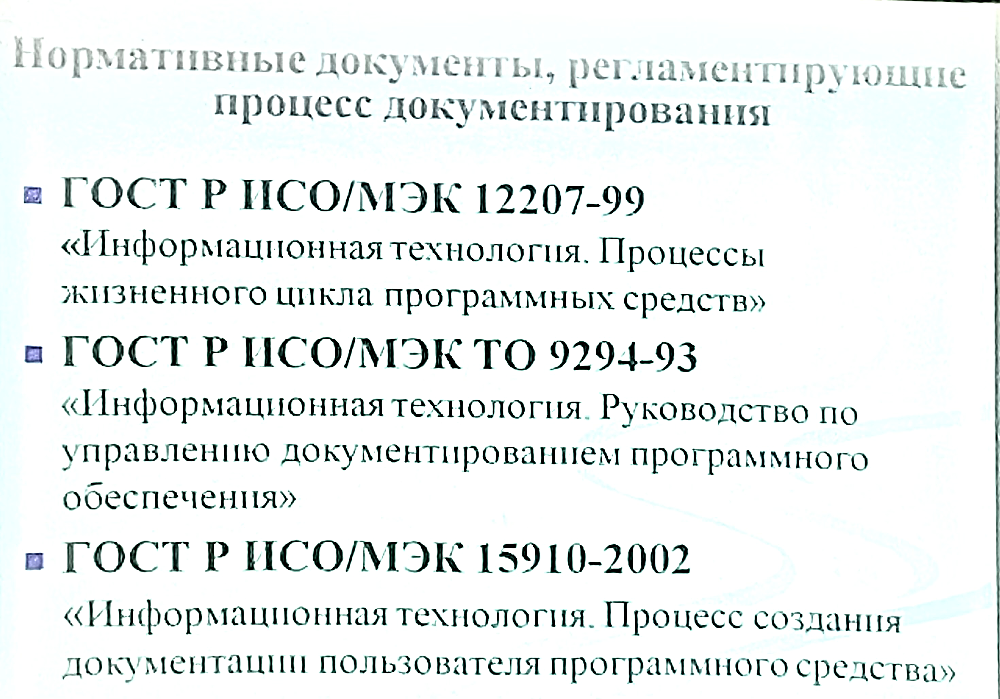 Нормативные документы, регламентирующие
процесс документирования
ГОСТ Р ИСО/МЭК 12207-99
«Информационная технология. Процессы
жизненного цикла программных средств»
ГОСТ Р ИСО/МЭК ТО 9294-93
«Информационная технология. Руководство по
управлению документированием программного
обеспечения»
ГОСТ Р ИСО/МЭК 15910-2002
«Информационная технология. Процесс создания
документации пользователя программного средства»